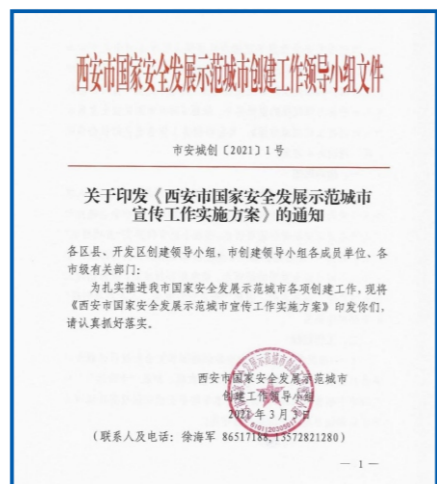 西安市国家安全发展示范城市创建工作领导小组文件
市安城创〔2021〕1号
关于印发《西安市国家安全发展示范城市
宣传工作实施方案》的通知
各区县、开发区创建领导小组，市创建领导小组各成员单位、各
市级有关部门：
为扎实推进我市国家安全发展示范城市各项创建工作，现将
《西安市国家安全发展示范城市宣传工作实施方案》印发你们，
请认真抓好落实。
西安市国家安全发展示范城市
创建工作领导小组
2021年3月3日
（联系人及电话：徐海军 86517188,13572821280）
— 1 —